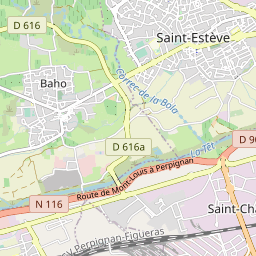 D 616
Saint-Estève
Baho
Correc de la Bola
D 616a
La Têt
D 9
Route de Mont-Louis à Perpignan
N 116
Saint-Cha
Perpignan-Figueras